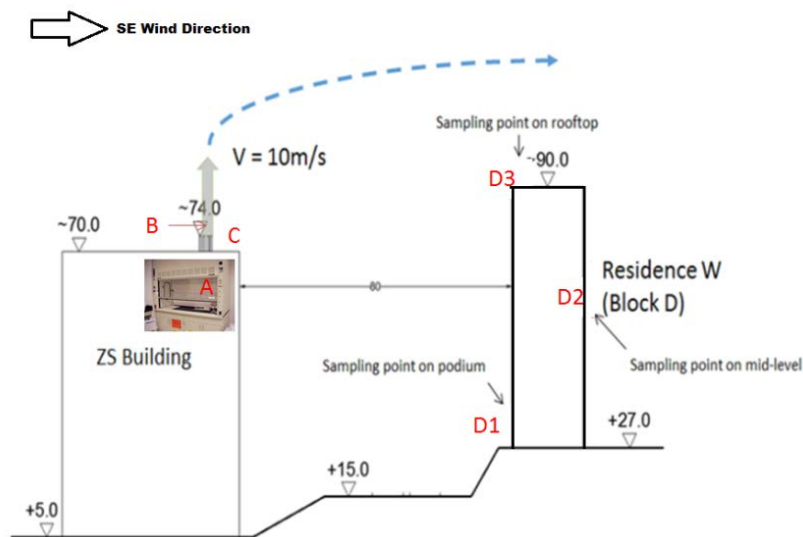 SE Wind Direction
Sampling point on rooftop
V = 10m/s
~90.0
D3
~74.0
B
C
~70.0
A
80
Residence W
(Block D)
D2
ZS Building
Sampling point on podium
Sampling point on mid-level
D1
+27.0
+15.0
+5.0